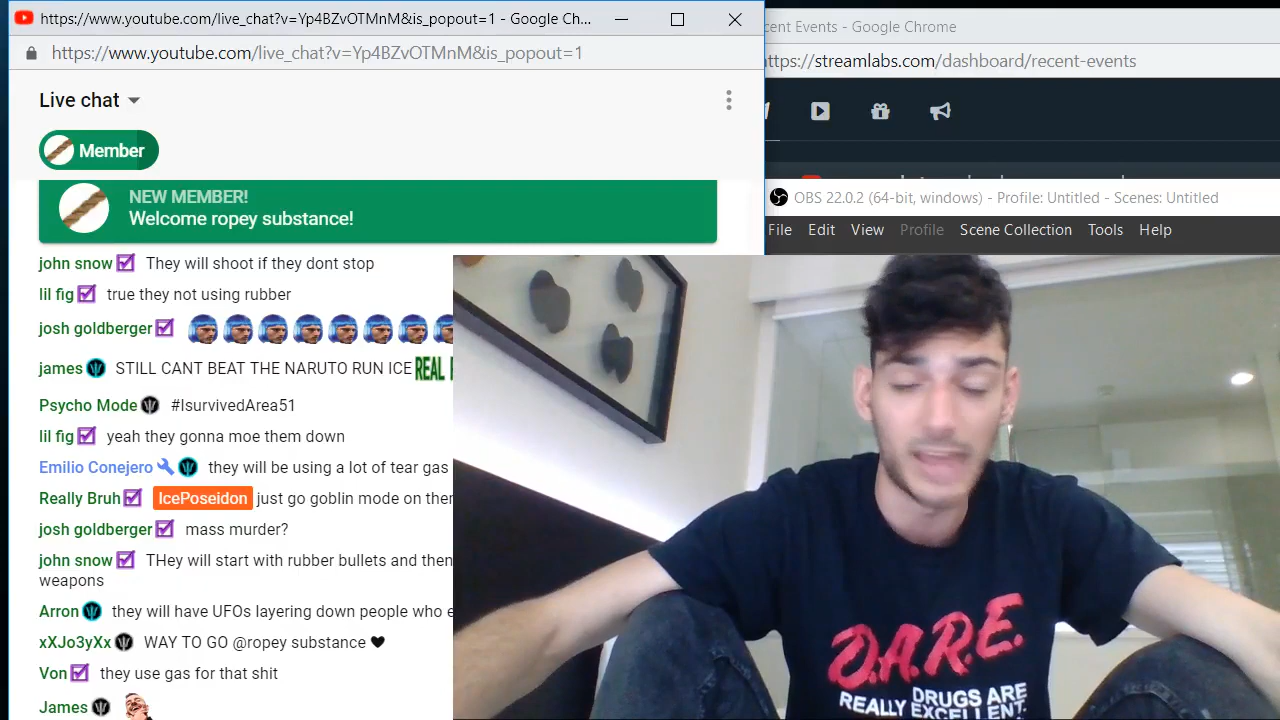 https://www.youtube.com/live_chat?v=Yp4BZvOTMnM&is_popout=1 - Google Ch...
cent Events - Google Chrome
https://www.youtube.com/live_chat?v=Yp4BZvOTMnM&is_popout=1
ttps://streamlabs.com/dashboard/recent-events
Live chat
Member
NEW MEMBER!
Welcome ropey substance!
OBS 22.0.2 (64-bit, windows) - Profile: Untitled - Scenes: Untitled
File Edit View Profile Scene Collection Tools Help
john snow They will shoot if they dont stop
lil fig true they not using rubber
josh goldberger
james STILL CANT BEAT THE NARUTO RUN ICE REAL
Psycho Mode #IsurvivedArea51
lil fig yeah they gonna moe them down
Emilio Conejero they will be using a lot of tear gas
Really Bruh IcePoseidon just go goblin mode on then
josh goldberger mass murder?
john snow THey will start with rubber bullets and then
weapons
Arron they will have UFOs layering down people who e
xXJo3yXx WAY TO GO @ropey substance
Von they use gas for that shit
James
D.A.R.E.
DRUGS ARE
REALLY EXCELLENT.